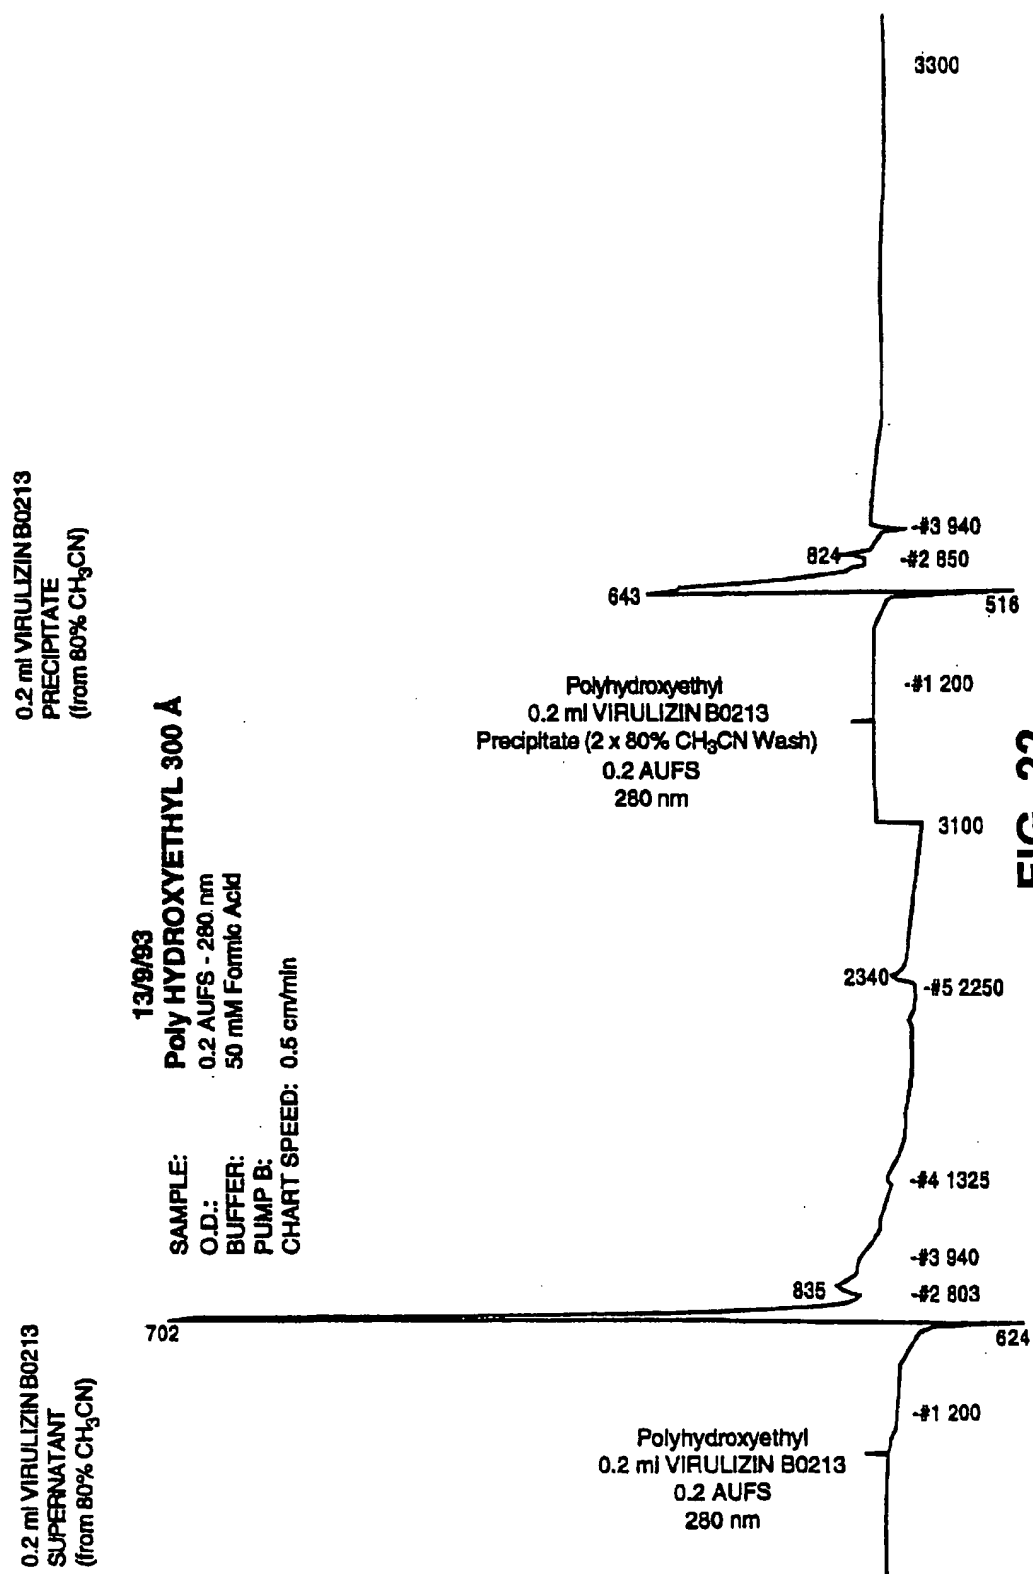 3300
0.2 ml VIRULIZIN B0213
PRECIPITATE
(from 80% CH₃CN)
-#3 940
824
-#2 850
643
516
-#1 200
Polyhydroxyethyl
0.2 ml VIRULIZIN B0213
Precipitate (2 x 80% CH₃CN Wash)
0.2 AUFS
280 nm
3100
13/9/93
SAMPLE: Poly HYDROXYETHYL 300 Å
O.D.: 0.2 AUFS - 280 nm
BUFFER: 50 mM Formic Acid
PUMP B:
CHART SPEED: 0.5 cm/min
2340
-#5 2250
-#4 1325
-#3 940
835
-#2 803
702
624
0.2 ml VIRULIZIN B0213
SUPERNATANT
(from 80% CH₃CN)
-#1 200
Polyhydroxyethyl
0.2 ml VIRULIZIN B0213
0.2 AUFS
280 nm